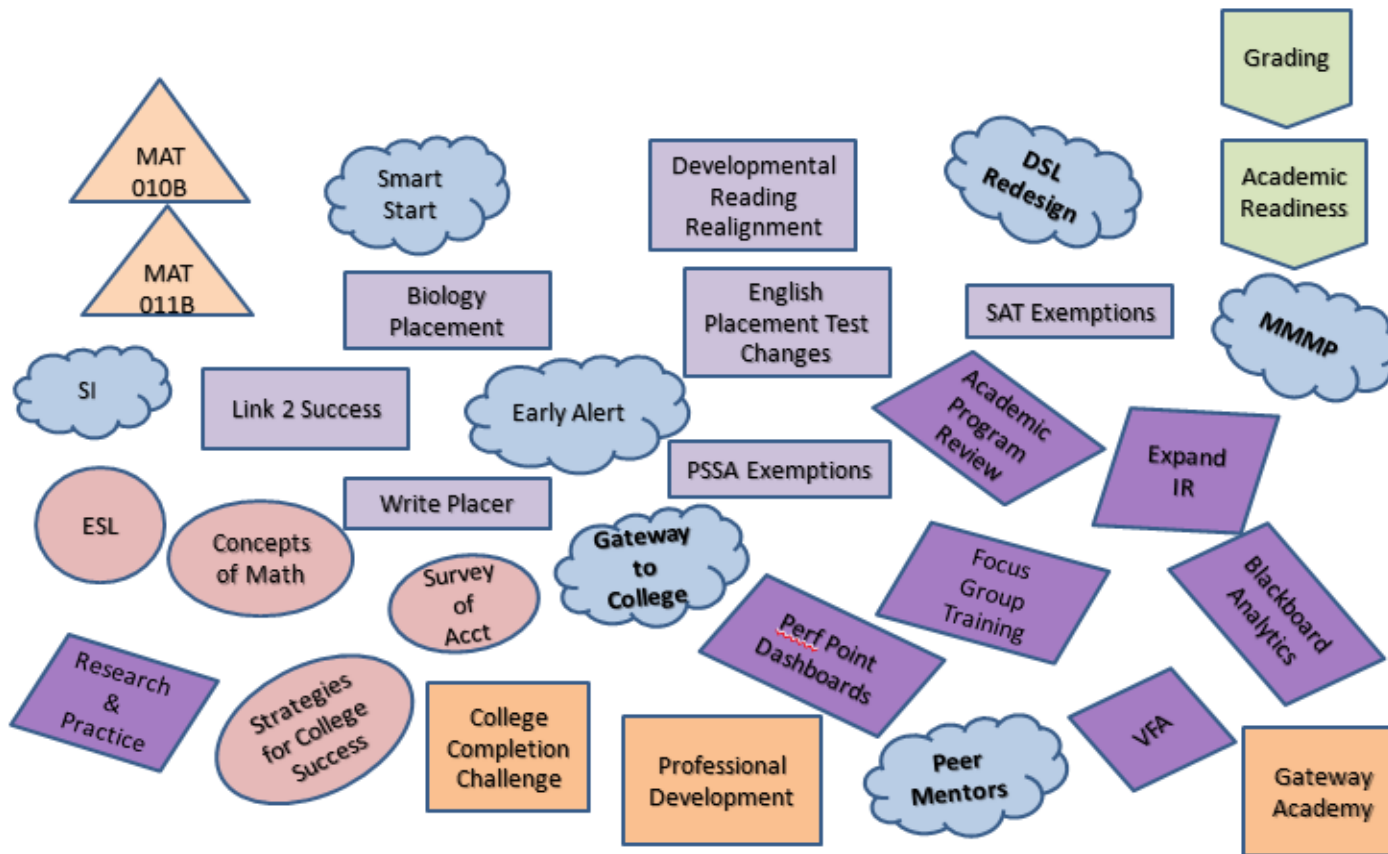 Grading
MAT
010B
Smart
Start
Developmental
Reading
Realignment
DSL
Redesign
Academic
Readiness
MAT
011B
Biology
Placement
English
Placement Test
Changes
SAT Exemptions
MMMP
SI
Link 2 Success
Early Alert
Academic
Program
Review
Expand
IR
PSSA Exemptions
Write Placer
ESL
Concepts
of Math
Survey
of
Acct
Gateway
to
College
Focus
Group
Training
Blackboard
Analytics
Perf Point
Dashboards
Research
&
Practice
Strategies
for College
Success
College
Completion
Challenge
Professional
Development
Peer
Mentors
VFA
Gateway
Academy